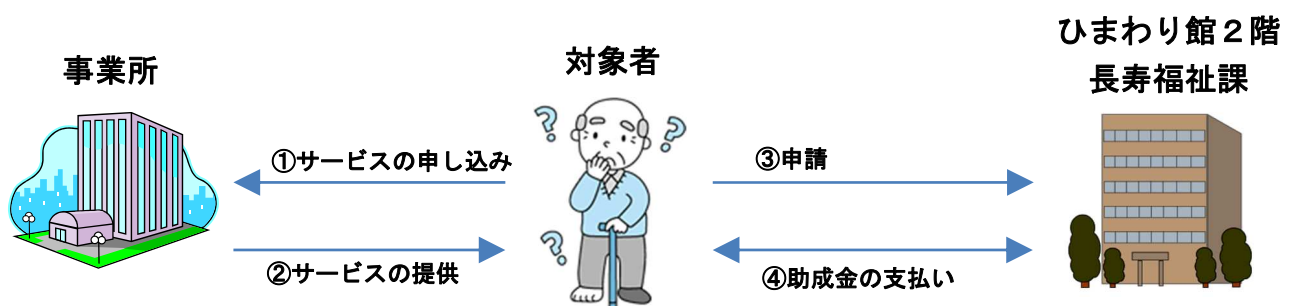 事業所
対象者
ひまわり館２階
長寿福祉課
①サービスの申し込み
②サービスの提供
③申請
④助成金の支払い